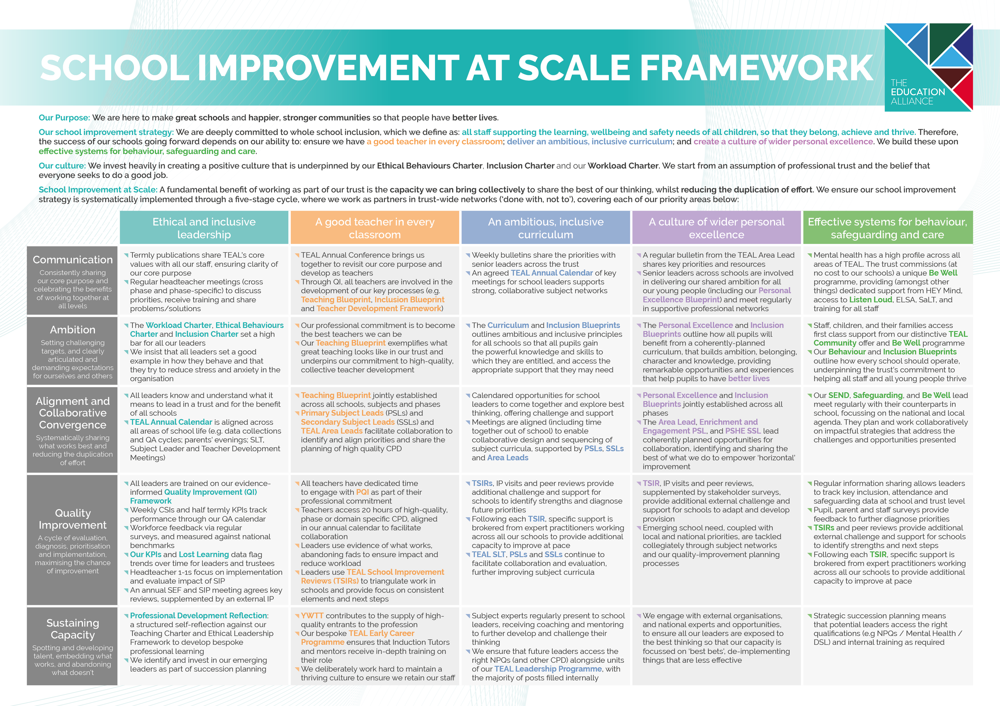 SCHOOL IMPROVEMENT AT SCALE FRAMEWORK
THE
EDUCATION
ALLIANCE
Our Purpose: We are here to make great schools and happier, stronger communities so that people have better lives.
Our school improvement strategy: We are deeply committed to whole school inclusion, which we define as: all staff supporting the learning, wellbeing and safety needs of all children, so that they belong, achieve and thrive. Therefore,
the success of our schools going forward depends on our ability to: ensure we have a good teacher in every classroom; deliver an ambitious, inclusive curriculum; and create a culture of wider personal excellence. We build these upon
effective systems for behaviour, safeguarding and care.
Our culture: We invest heavily in creating a positive culture that is underpinned by our Ethical Behaviours Charter, Inclusion Charter and our Workload Charter. We start from an assumption of professional trust and the belief that
everyone seeks to do a good job.
School Improvement at Scale: A fundamental benefit of working as part of our trust is the capacity we can bring collectively to share the best of our thinking, whilst reducing the duplication of effort. We ensure our school improvement
strategy is systematically implemented through a five-stage cycle, where we work as partners in trust-wide networks (‘done with, not to’), covering each of our priority areas below:
Ethical and inclusive
leadership
A good teacher in every
classroom
An ambitious, inclusive
curriculum
A culture of wider personal
excellence
Effective systems for behaviour,
safeguarding and care
Communication
Consistently sharing
our core purpose and
celebrating the benefits
of working together at
all levels
Termly publications share TEAL’s core
values with all our staff, ensuring clarity of
our core purpose
Regular headteacher meetings (cross
phase and phase-specific) to discuss
priorities, receive training and share
problems/solutions
TEAL Annual Conference brings us
together to revisit our core purpose and
develop as teachers
Through QI, all teachers are involved in the
development of our key processes (e.g.
Teaching Blueprint, Inclusion Blueprint
and Teacher Development Framework)
Weekly bulletins share the priorities with
senior leaders across the trust
An agreed TEAL Annual Calendar of key
meetings for school leaders supports
strong, collaborative subject networks
A regular bulletin from the TEAL Area Lead
shares key priorities and resources
Senior leaders across schools are involved
in delivering our shared ambition for all
our young people (including our Personal
Excellence Blueprint) and meet regularly
in supportive professional networks
Mental health has a high profile across all
areas of TEAL. The trust commissions (at
no cost to our schools) a unique Be Well
programme, providing (amongst other
things) dedicated support from HEY Mind,
access to Listen Loud, ELSA, SaLT, and
training for all staff
Ambition
Setting challenging
targets, and clearly
articulated and
demanding expectations
for ourselves and others
The Workload Charter, Ethical Behaviours
Charter and Inclusion Charter set a high
bar for all our leaders
We insist that all leaders set a good
example in how they behave and that
they try to reduce stress and anxiety in the
organisation
Our professional commitment is to become
the best teachers we can be
Our Teaching Blueprint exemplifies what
great teaching looks like in our trust and
underpins our commitment to high-quality,
collective teacher development
The Curriculum and Inclusion Blueprints
outlines ambitious and inclusive principles
for all schools so that all pupils gain
the powerful knowledge and skills to
which they are entitled, and access the
appropriate support that they may need
The Personal Excellence and Inclusion
Blueprints outline how all pupils will
benefit from a coherently-planned
curriculum, that builds ambition, belonging,
character and knowledge, providing
remarkable opportunities and experiences
that help pupils to have better lives
Staff, children, and their families access
first class support from our distinctive TEAL
Community offer and Be Well programme
Our Behaviour and Inclusion Blueprints
outline how every school should operate,
underpinning the trust’s commitment to
helping all staff and all young people thrive
Alignment and
Collaborative
Convergence
Systematically sharing
what works best and
reducing the duplication
of effort
All leaders know and understand what it
means to lead in a trust and for the benefit
of all schools
TEAL Annual Calendar is aligned across
all areas of school life (e.g. data collections
and QA cycles; parents’ evenings; SLT,
Subject Leader and Teacher Development
Meetings)
Teaching Blueprint jointly established
across all schools, subjects and phases
Primary Subject Leads (PSLs) and
Secondary Subject Leads (SSLs) and
TEAL Area Leads facilitate collaboration to
identify and align priorities and share the
planning of high quality CPD
Calendared opportunities for school
leaders to come together and explore best
thinking, offering challenge and support
Meetings are aligned (including time
together out of school) to enable
collaborative design and sequencing of
subject curricula, supported by PSLs, SSLs
and Area Leads
Personal Excellence and Inclusion
Blueprints jointly established across all
phases
The Area Lead, Enrichment and
Engagement PSL, and PSHE SSL lead
coherently planned opportunities for
collaboration, identifying and sharing the
best of what we do to empower ‘horizontal’
improvement
Our SEND, Safeguarding, and Be Well lead
meet regularly with their counterparts in
school, focussing on the national and local
agenda. They plan and work collaboratively
on impactful strategies that address the
challenges and opportunities presented
Quality
Improvement
A cycle of evaluation,
diagnosis, prioritisation
and implementation,
maximising the chance
of improvement
All leaders are trained on our evidence-
informed Quality Improvement (QI)
Framework
Weekly CSIs and half termly KPIs track
performance through our QA calendar
Workforce feedback via regular
surveys, and measured against national
benchmarks
Our KPIs and Lost Learning data flag
trends over time for leaders and trustees
Headteacher 1-1s focus on implementation
and evaluate impact of SIP
An annual SEF and SIP meeting agrees key
reviews, supplemented by an external IP
All teachers have dedicated time
to engage with PQI as part of their
professional commitment
Teachers access 20 hours of high-quality,
phase or domain specific CPD, aligned
in our annual calendar to facilitate
collaboration
Leaders use evidence of what works,
abandoning fads to ensure impact and
reduce workload
Leaders use TEAL School Improvement
Reviews (TSIRs) to triangulate work in
schools and provide focus on consistent
elements and next steps
TSIRs, IP visits and peer reviews provide
additional challenge and support for
schools to identify strengths and diagnose
future priorities
Following each TSIR, specific support is
brokered from expert practitioners working
across all our schools to provide additional
capacity to improve at pace
TEAL SLT, PSLs and SSLs continue to
facilitate collaboration and evaluation,
further improving subject curricula
TSIR, IP visits and peer reviews,
supplemented by stakeholder surveys,
provide additional external challenge and
support for schools to adapt and develop
provision
Emerging school need, coupled with
local and national priorities, are tackled
collegiately through subject networks
and our quality-improvement planning
processes
Regular information sharing allows leaders
to track key inclusion, attendance and
safeguarding data at school and trust level
Pupil, parent and staff surveys provide
feedback to further diagnose priorities
TSIRs and peer reviews provide additional
external challenge and support for schools
to identify strengths and next steps
Following each TSIR, specific support is
brokered from expert practitioners working
across all our schools to provide additional
capacity to improve at pace
Sustaining
Capacity
Spotting and developing
talent, embedding what
works, and abandoning
what doesn’t
Professional Development Reflection:
a structured self-reflection against our
Teaching Charter and Ethical Leadership
Framework to develop bespoke
professional learning
We identify and invest in our emerging
leaders as part of succession planning
YWTT contributes to the supply of high-
quality entrants to the profession
Our bespoke TEAL Early Career
Programme ensures that Induction Tutors
and mentors receive in-depth training on
their role
We deliberately work hard to maintain a
thriving culture to ensure we retain our staff
Subject experts regularly present to school
leaders, receiving coaching and mentoring
to further develop and challenge their
thinking
We ensure that future leaders access the
right NPQs (and other CPD) alongside units
of our TEAL Leadership Programme, with
the majority of posts filled internally
We engage with external organisations,
and national experts and opportunities,
to ensure all our leaders are exposed to
the best thinking so that our capacity is
focussed on ‘best bets’, de-implementing
things that are less effective
Strategic succession planning means
that potential leaders access the right
qualifications (e.g NPQs / Mental Health /
DSL) and internal training as required